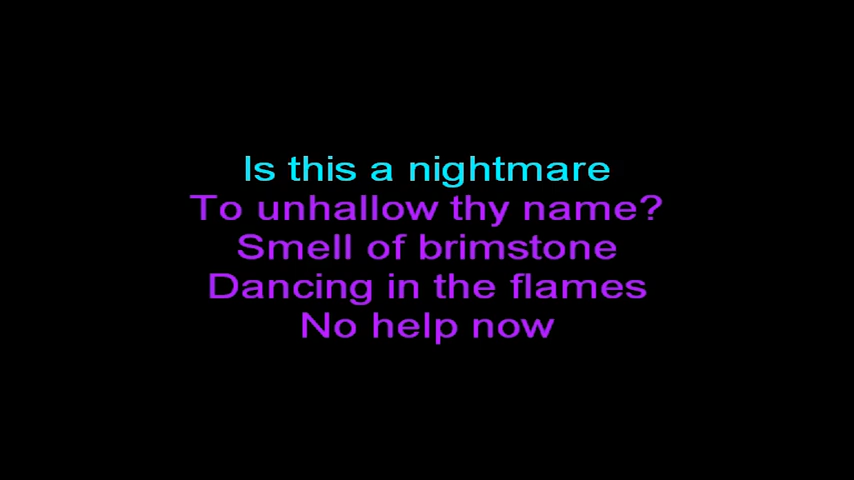 Is this a nightmare
To unhallow thy name?
Smell of brimstone
Dancing in the flames
No help now